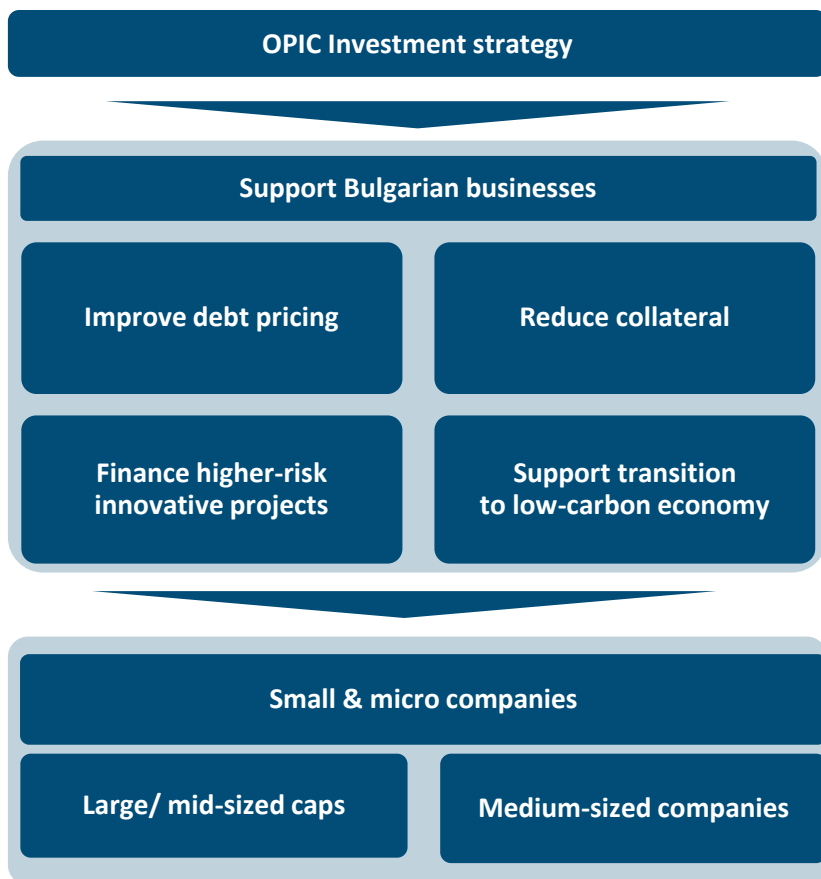 OPIC Investment strategy
Support Bulgarian businesses
Improve debt pricing
Reduce collateral
Finance higher-risk
innovative projects
Support transition
to low-carbon economy
Small & micro companies
Large/ mid-sized caps
Medium-sized companies